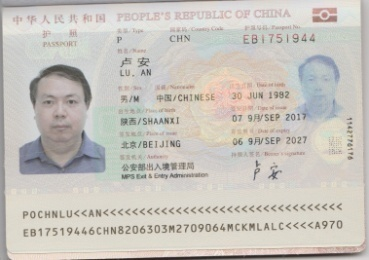 中华人民共和国 PEOPLE'S REPUBLIC OF CHINA
护照
PASSPORT
P
CHN
EB1751944
卢安
LU. AN
男/M
中国/CHINESE
30 JUN 1982
陕西/SHAANXI
07 9月/SEP 2017
北京/BEIJING
06 9月/SEP 2027
公安部出入境管理局
MPS Exit & Entry Administration
卢安
POCHNLU<<AN<<<<<<<<<<<<<<<<<<<<<<<<<<<<<<<<<
EB17519446CHN8206303M2709064MCKMLALC<<<<A970